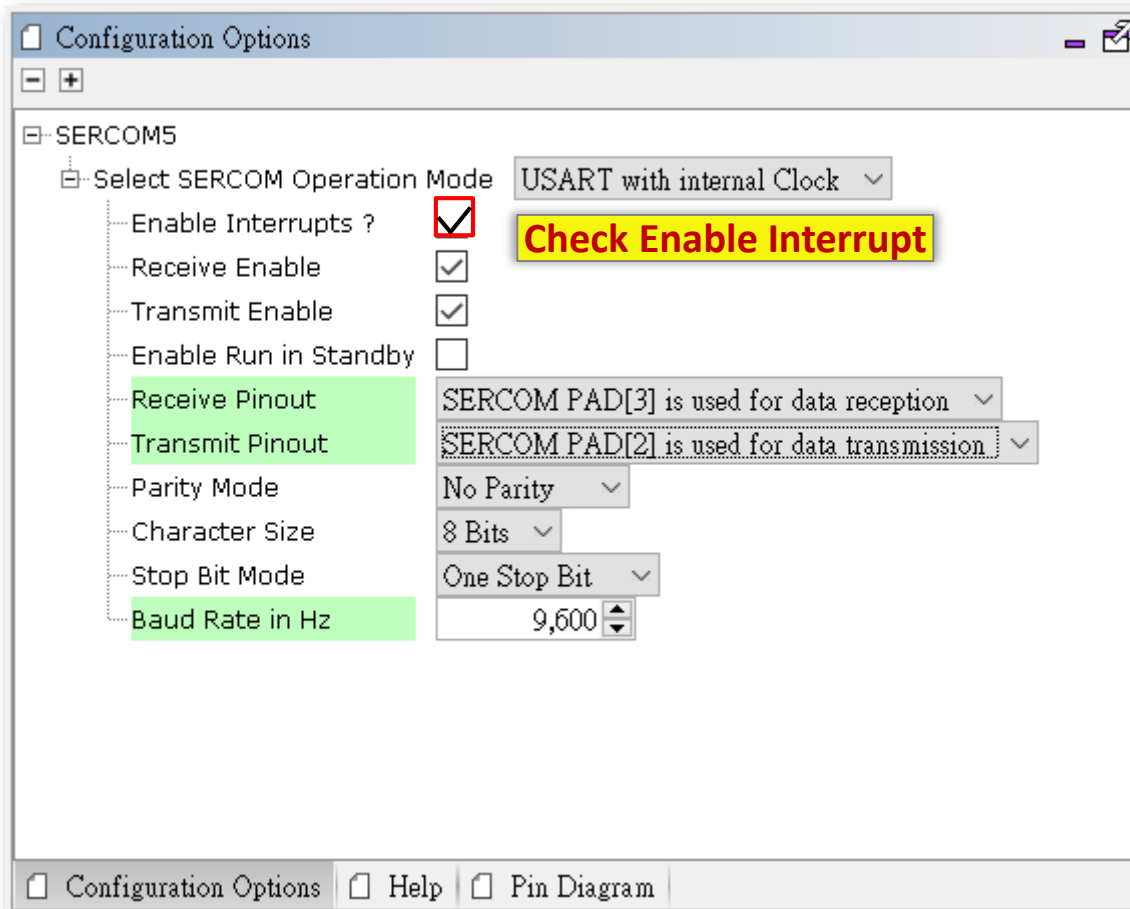 Configuration Options
SERCOM5
Select SERCOM Operation Mode USART with internal Clock
Enable Interrupts ?
Check Enable Interrupt
Receive Enable
Transmit Enable
Enable Run in Standby
Receive Pinout SERCOM PAD[3] is used for data reception
Transmit Pinout SERCOM PAD[2] is used for data transmission
Parity Mode No Parity
Character Size 8 Bits
Stop Bit Mode One Stop Bit
Baud Rate in Hz 9,600
Configuration Options Help Pin Diagram